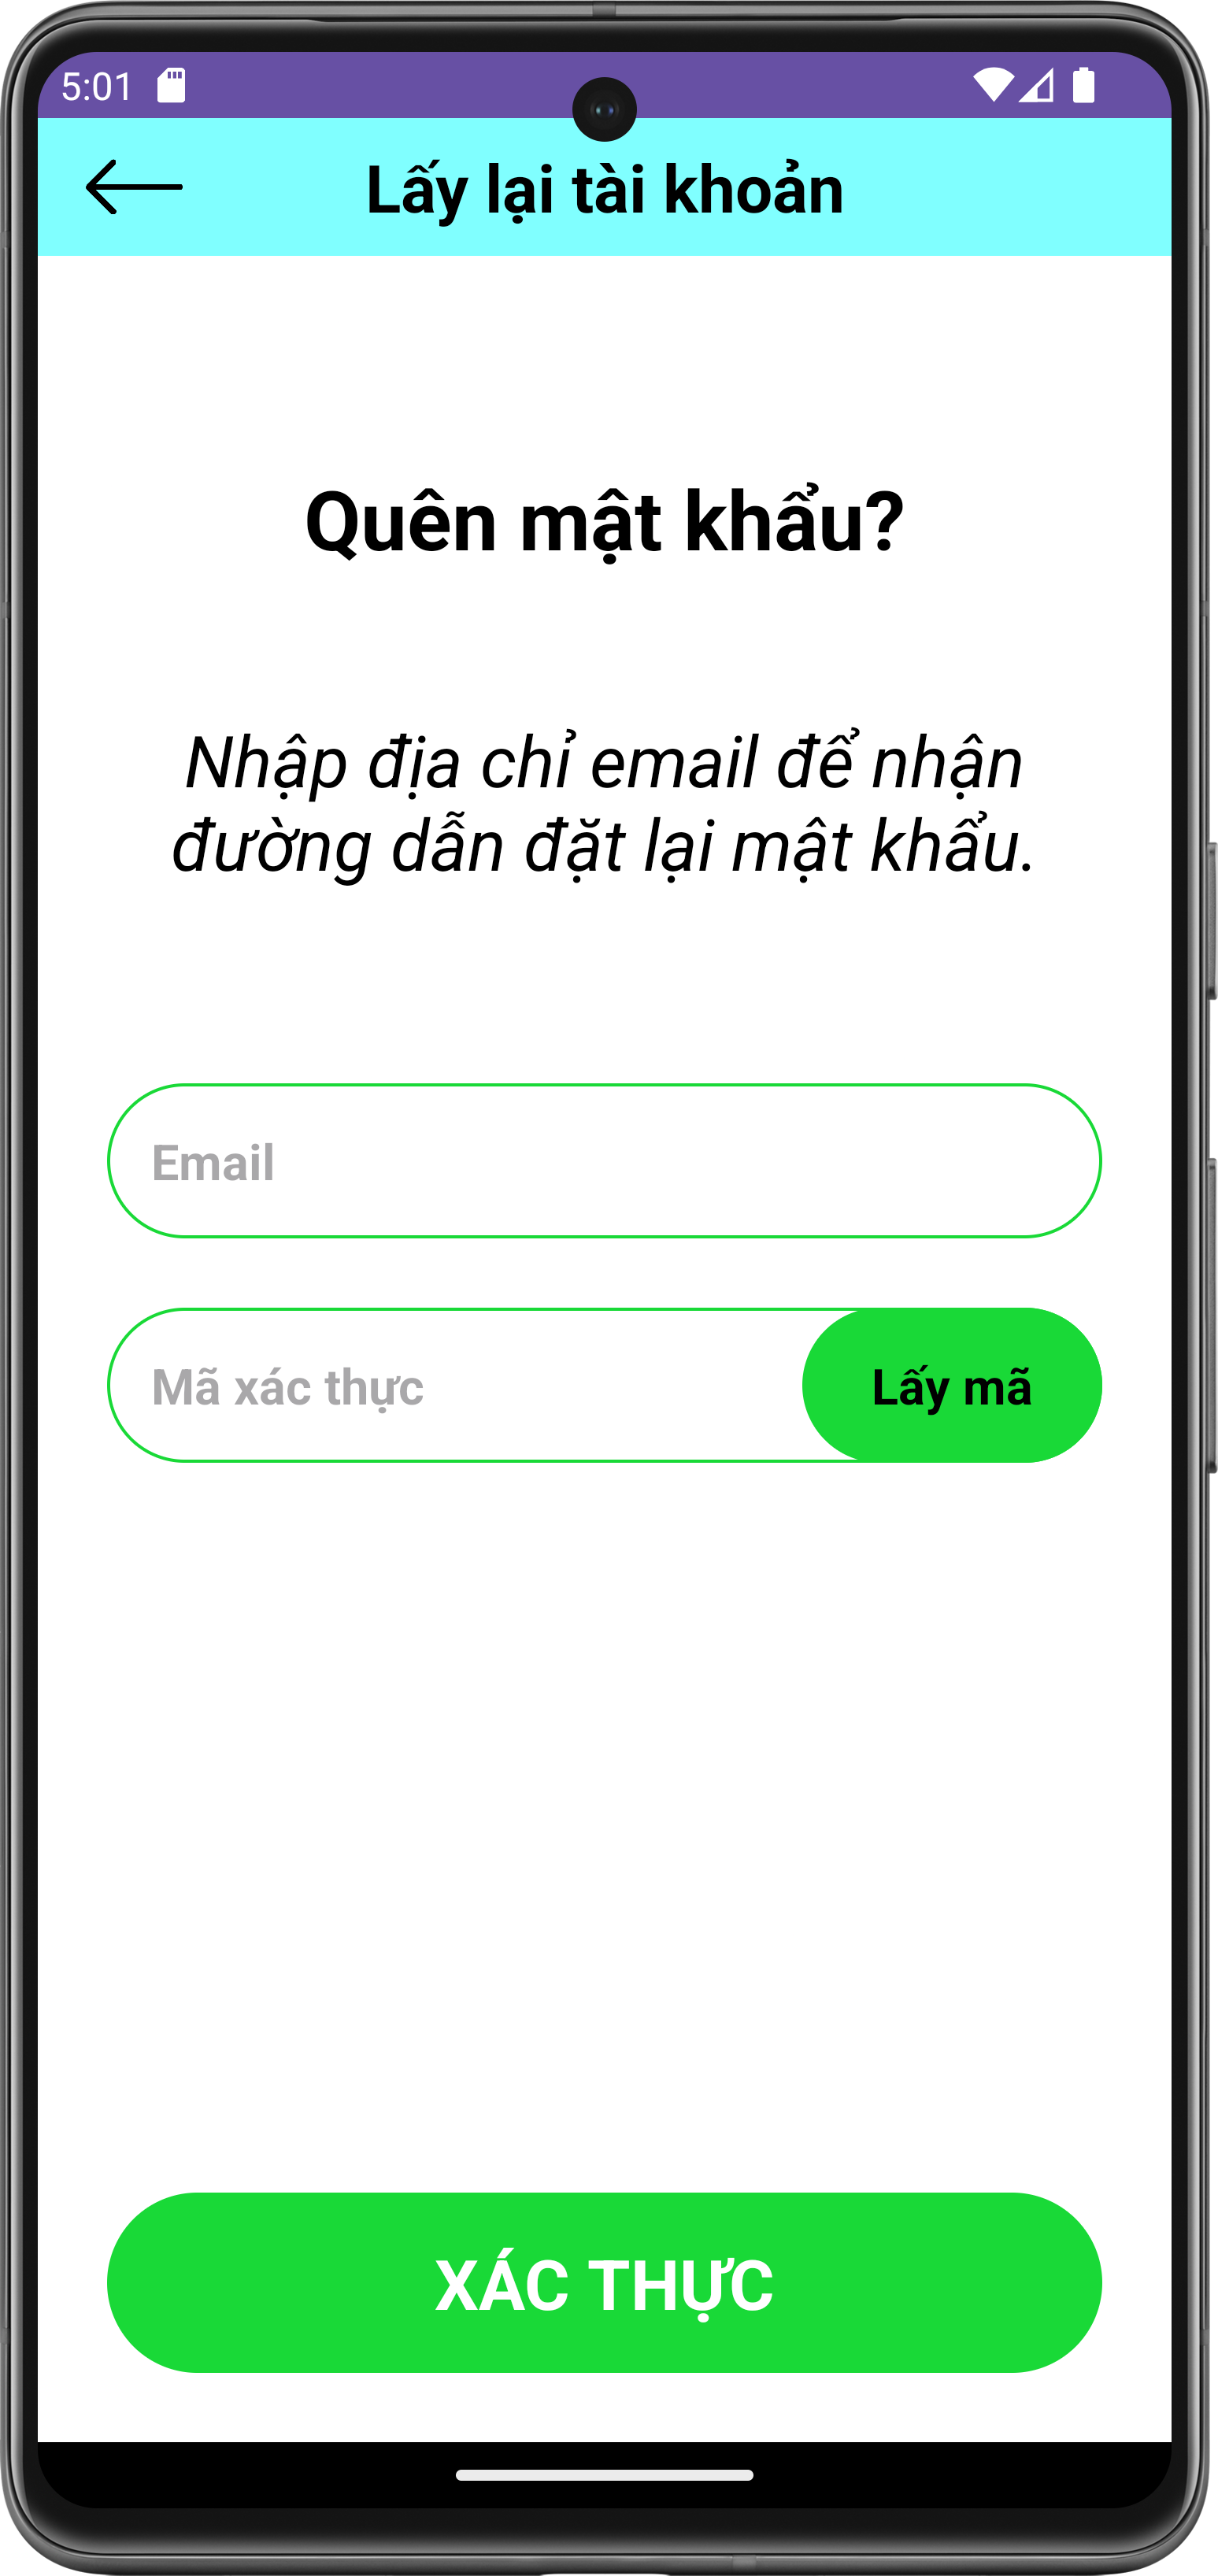 5:01
Lấy lại tài khoản
Quên mật khẩu?
Nhập địa chỉ email để nhận
đường dẫn đặt lại mật khẩu.
Email
Mã xác thực
Lấy mã
XÁC THỰC